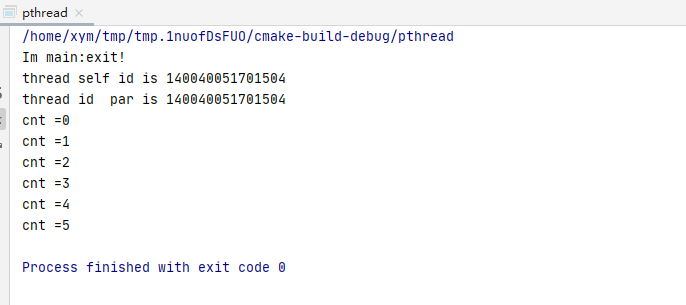 pthread
/home/xym/tmp/tmp.1nuofDsFUO/cmake-build-debug/pthread
Im main:exit!
thread self id is 140040051701504
thread id  par is 140040051701504
cnt =0
cnt =1
cnt =2
cnt =3
cnt =4
cnt =5
Process finished with exit code 0